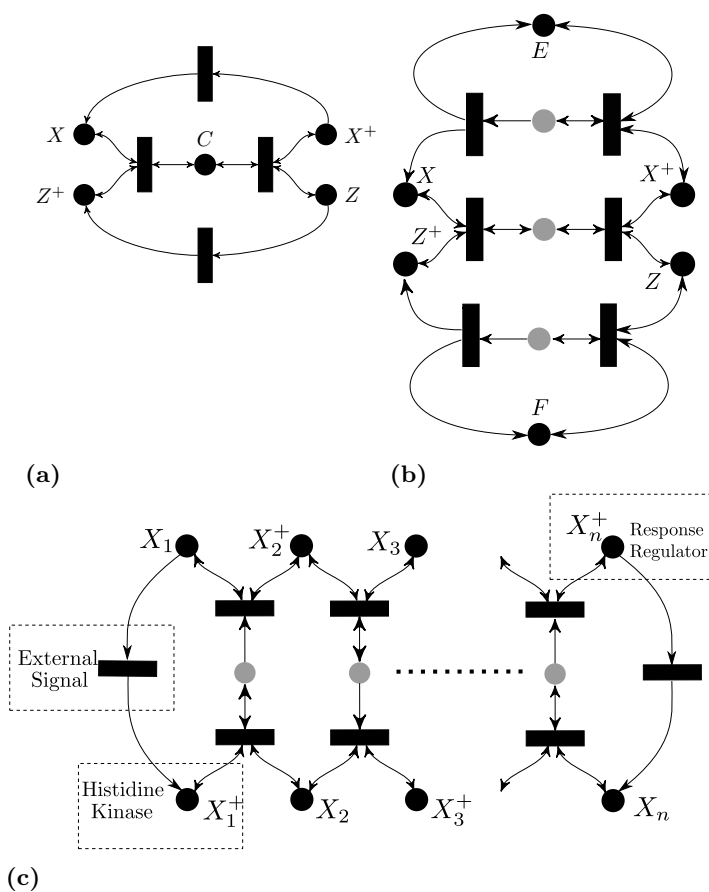 E
C
X
X+
Z+
Z
X
X+
Z+
Z
F
(a)
(b)
X1
X2+
X3
Xn+
Response
Regulator
External
Signal
Histidine
Kinase
X1+
X2
X3+
Xn
(c)